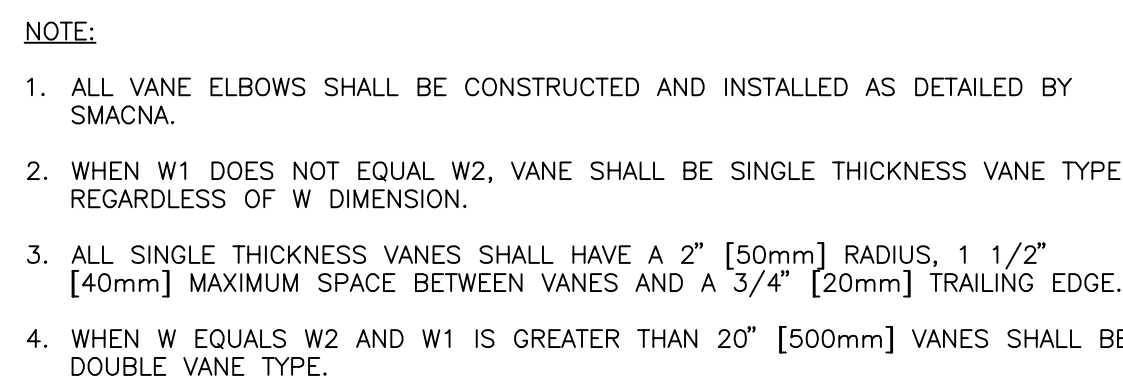 NOTE:
1. ALL VANE ELBOWS SHALL BE CONSTRUCTED AND INSTALLED AS DETAILED BY
SMACNA.
2. WHEN W1 DOES NOT EQUAL W2, VANE SHALL BE SINGLE THICKNESS VANE TYPE
REGARDLESS OF W DIMENSION.
3. ALL SINGLE THICKNESS VANES SHALL HAVE A 2” [50mm] RADIUS, 1 1/2”
[40mm] MAXIMUM SPACE BETWEEN VANES AND A 3/4” [20mm] TRAILING EDGE.
4. WHEN W EQUALS W2 AND W1 IS GREATER THAN 20” [500mm] VANES SHALL BE
DOUBLE VANE TYPE.